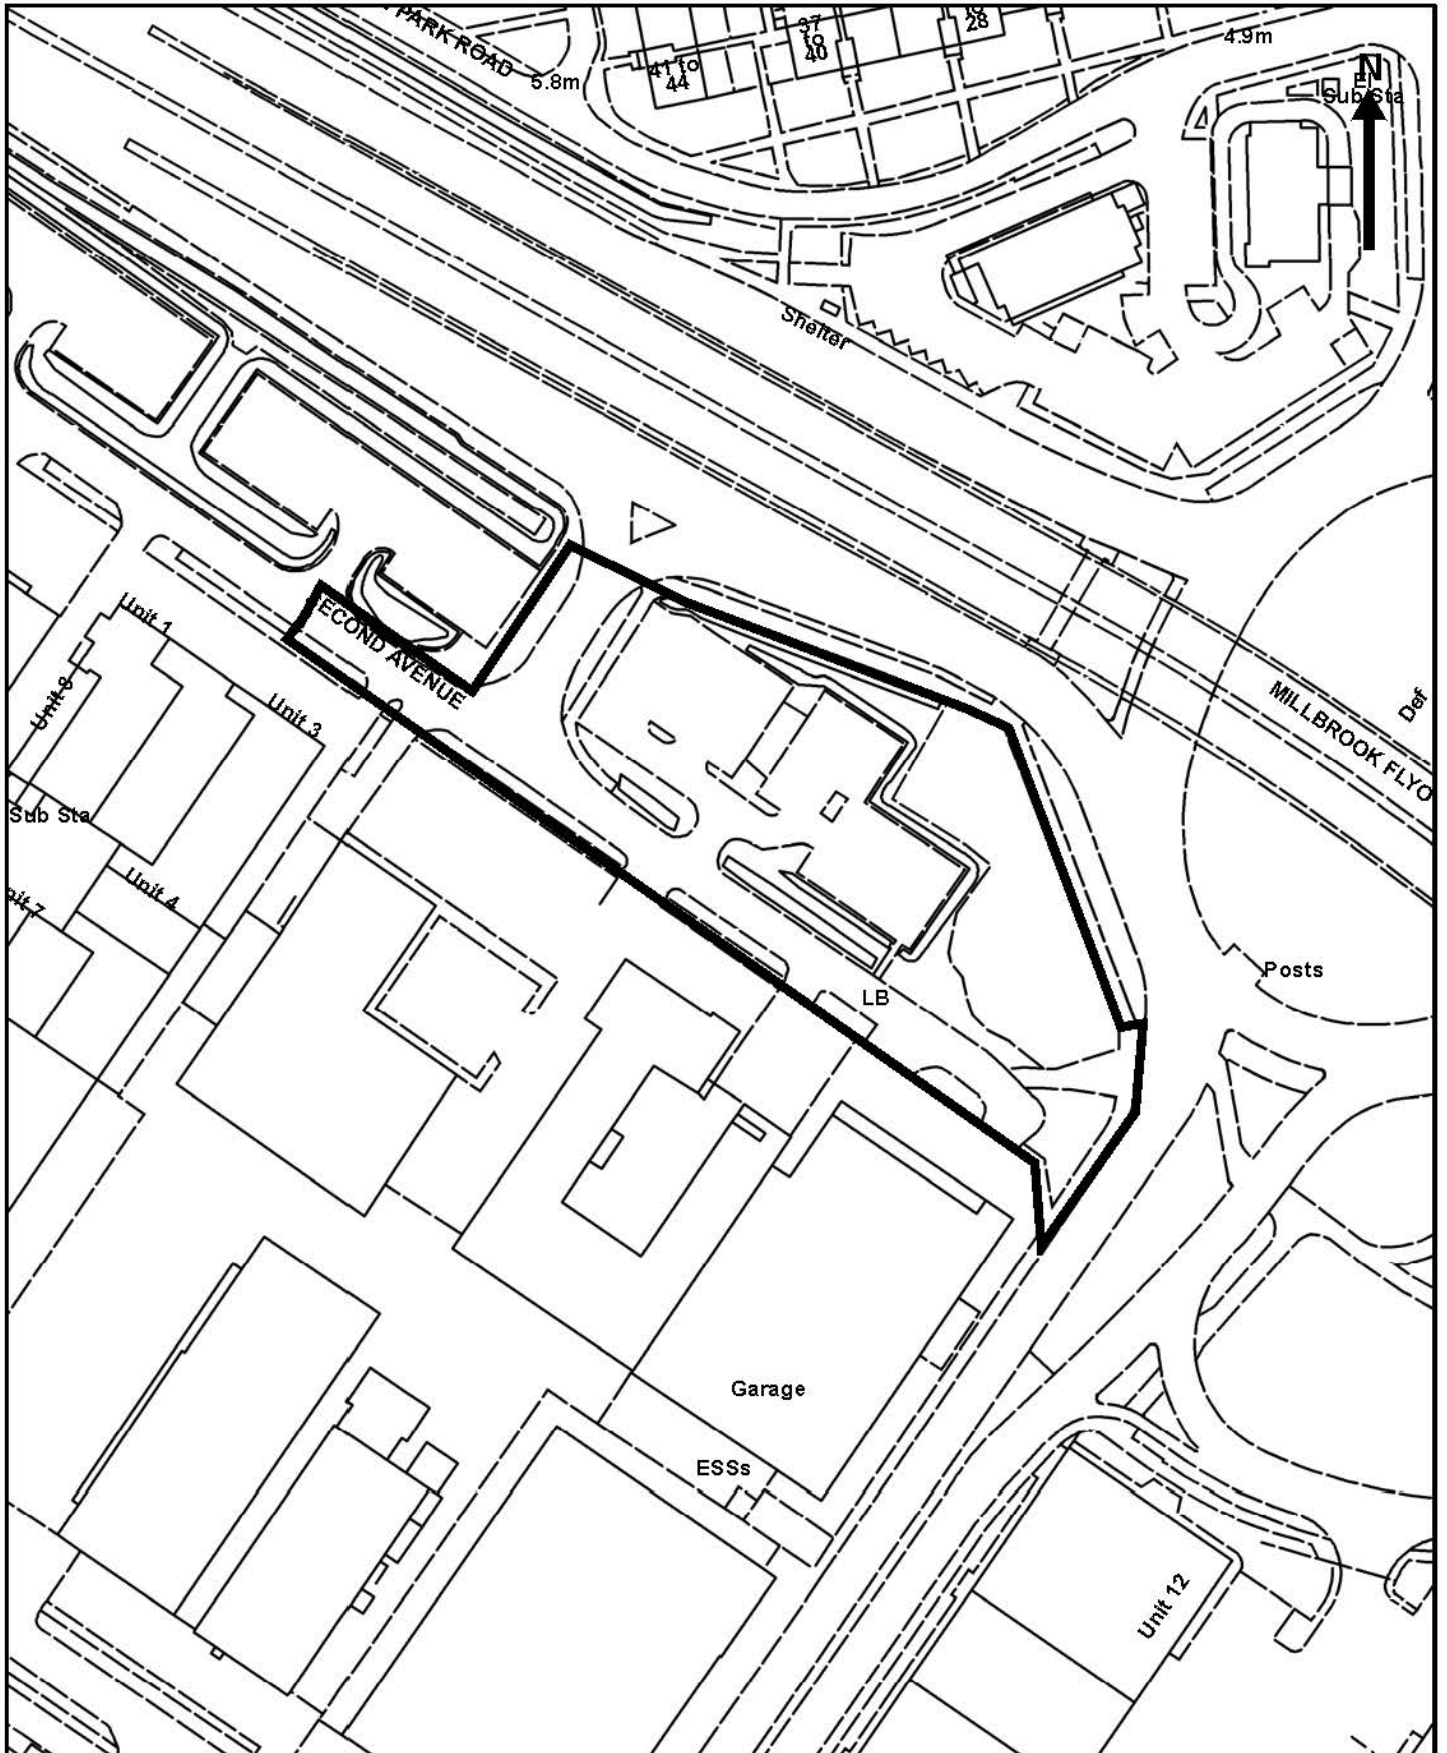 PARK ROAD
5.8m
41 to
44
37
to
40
28
4.9m
N
El
Sub Sta
Shelter
SECOND AVENUE
MILLBROOK FLYO
Def
Unit 1
Unit 8
Unit 3
Sub Sta
Unit 4
nit 7
LB
Posts
Garage
ESSs
Unit 12